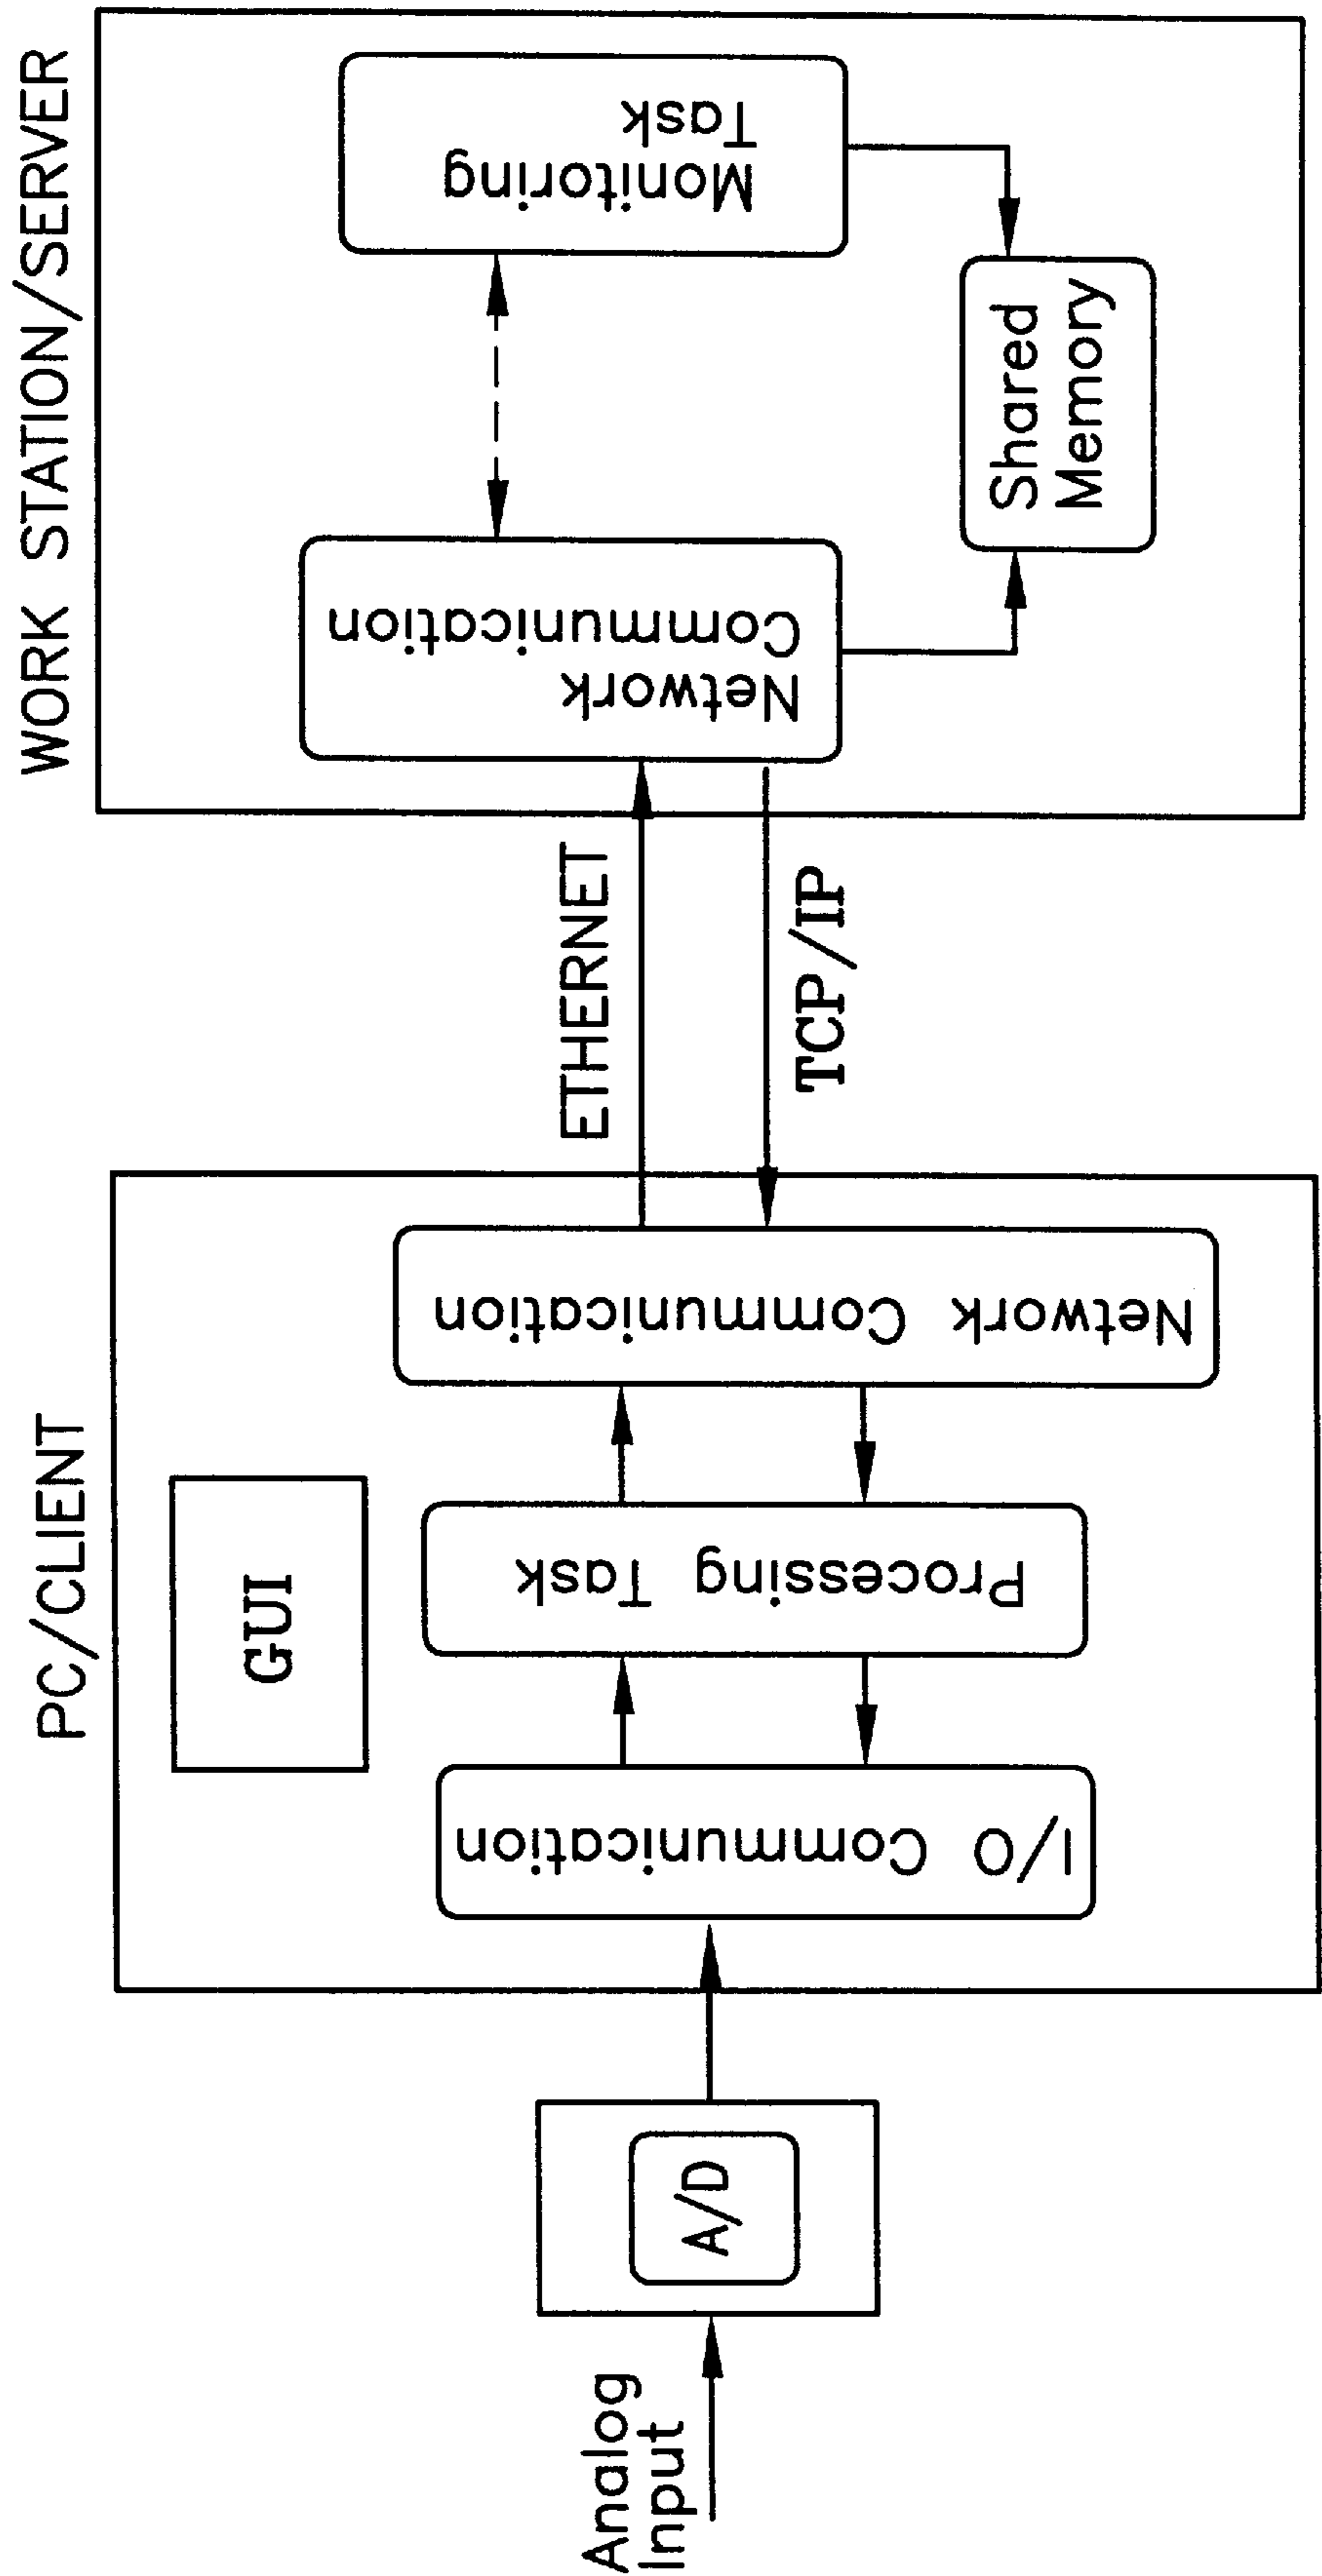 Analog
Input
A/D
PC/CLIENT
GUI
I/O Communication
Processing Task
Network Communication
ETHERNET
TCP/IP
WORK STATION/SERVER
Network
Communication
Monitoring
Task
Shared
Memory